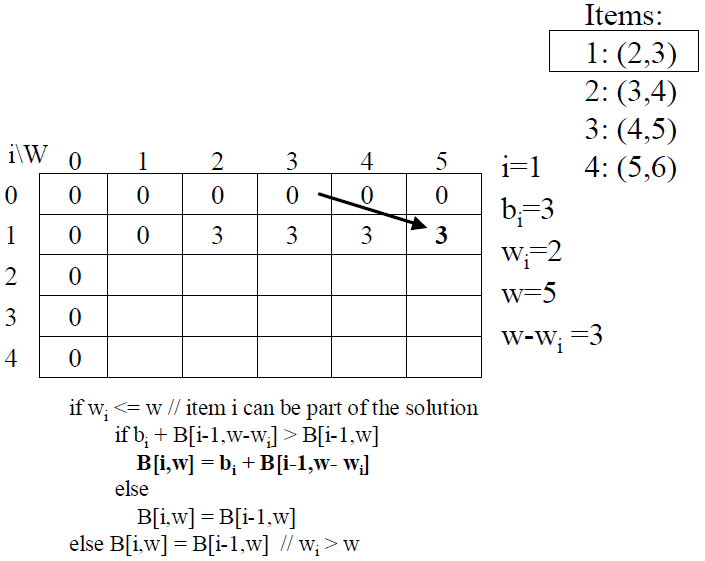 Items:
1: (2,3)
2: (3,4)
3: (4,5)
4: (5,6)
i\W 0 1 2 3 4 5
0 0 0 0 0 0 0
1 0 0 3 3 3 3
2 0
3 0
4 0
i=1
bi=3
wi=2
w=5
w-wi =3
if wi <= w // item i can be part of the solution
if bi + B[i-1,w-wi] > B[i-1,w]
B[i,w] = bi + B[i-1,w- wi]
else
B[i,w] = B[i-1,w]
else B[i,w] = B[i-1,w] // wi > w